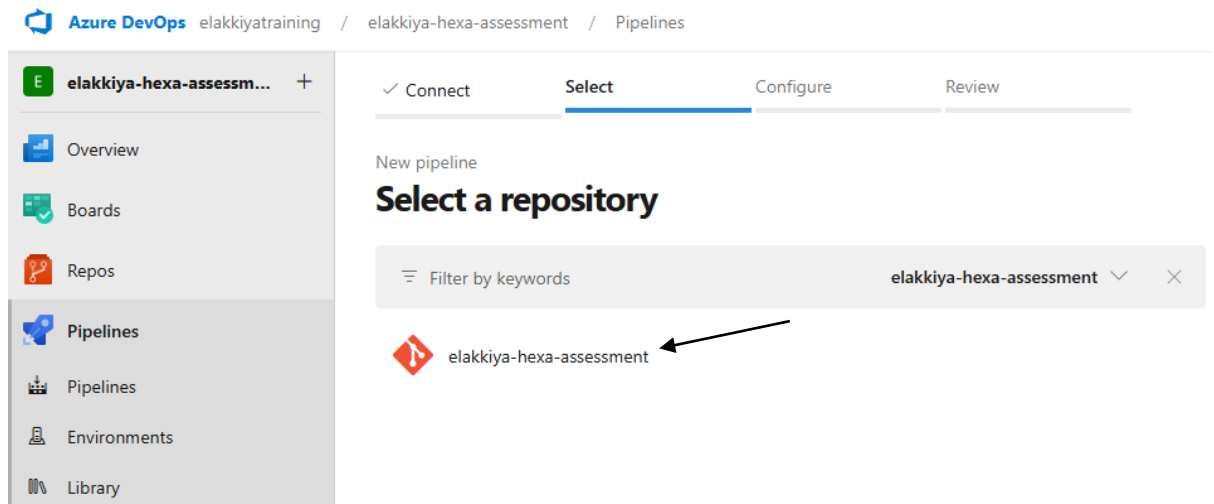 Azure DevOps elakkiyatraining / elakkiya-hexa-assessment / Pipelines
E elakkiya-hexa-assessm... +
Connect Select Configure Review
Overview
New pipeline
Select a repository
Boards
Repos
Filter by keywords elakkiya-hexa-assessment
Pipelines
elakkiya-hexa-assessment
Pipelines
Environments
Library